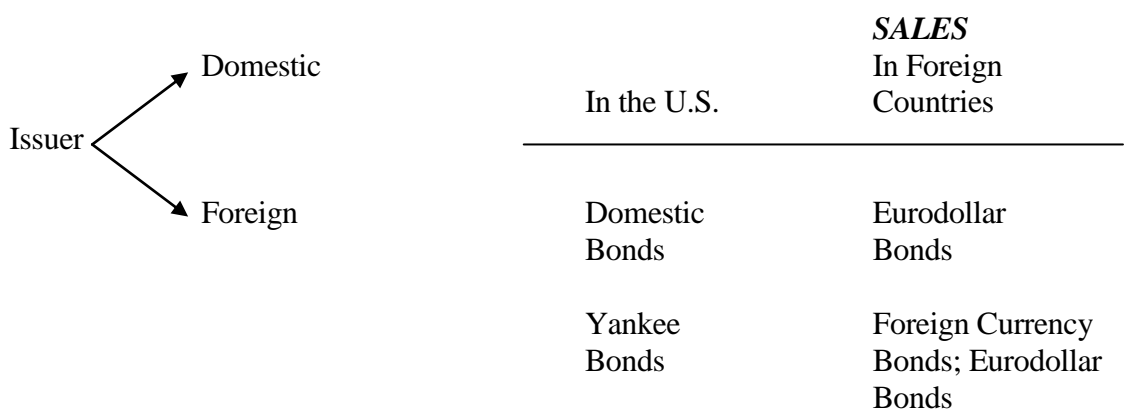 SALES
Domestic
In Foreign
In the U.S.
Countries
Issuer
Foreign
Domestic
Eurodollar
Bonds
Bonds
Yankee
Foreign Currency
Bonds
Bonds; Eurodollar
Bonds